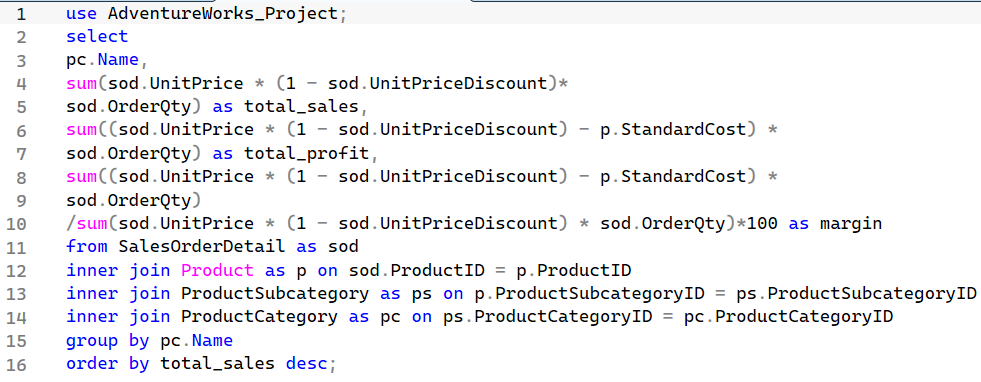 1 use AdventureWorks_Project;
2 select
3 pc.Name,
4 sum(sod.UnitPrice * (1 - sod.UnitPriceDiscount)*
5 sod.OrderQty) as total_sales,
6 sum((sod.UnitPrice * (1 - sod.UnitPriceDiscount) - p.StandardCost) *
7 sod.OrderQty) as total_profit,
8 sum((sod.UnitPrice * (1 - sod.UnitPriceDiscount) - p.StandardCost) *
9 sod.OrderQty)
10 /sum(sod.UnitPrice * (1 - sod.UnitPriceDiscount) * sod.OrderQty)*100 as margin
11 from SalesOrderDetail as sod
12 inner join Product as p on sod.ProductID = p.ProductID
13 inner join ProductSubcategory as ps on p.ProductSubcategoryID = ps.ProductSubcategoryID
14 inner join ProductCategory as pc on ps.ProductCategoryID = pc.ProductCategoryID
15 group by pc.Name
16 order by total_sales desc;